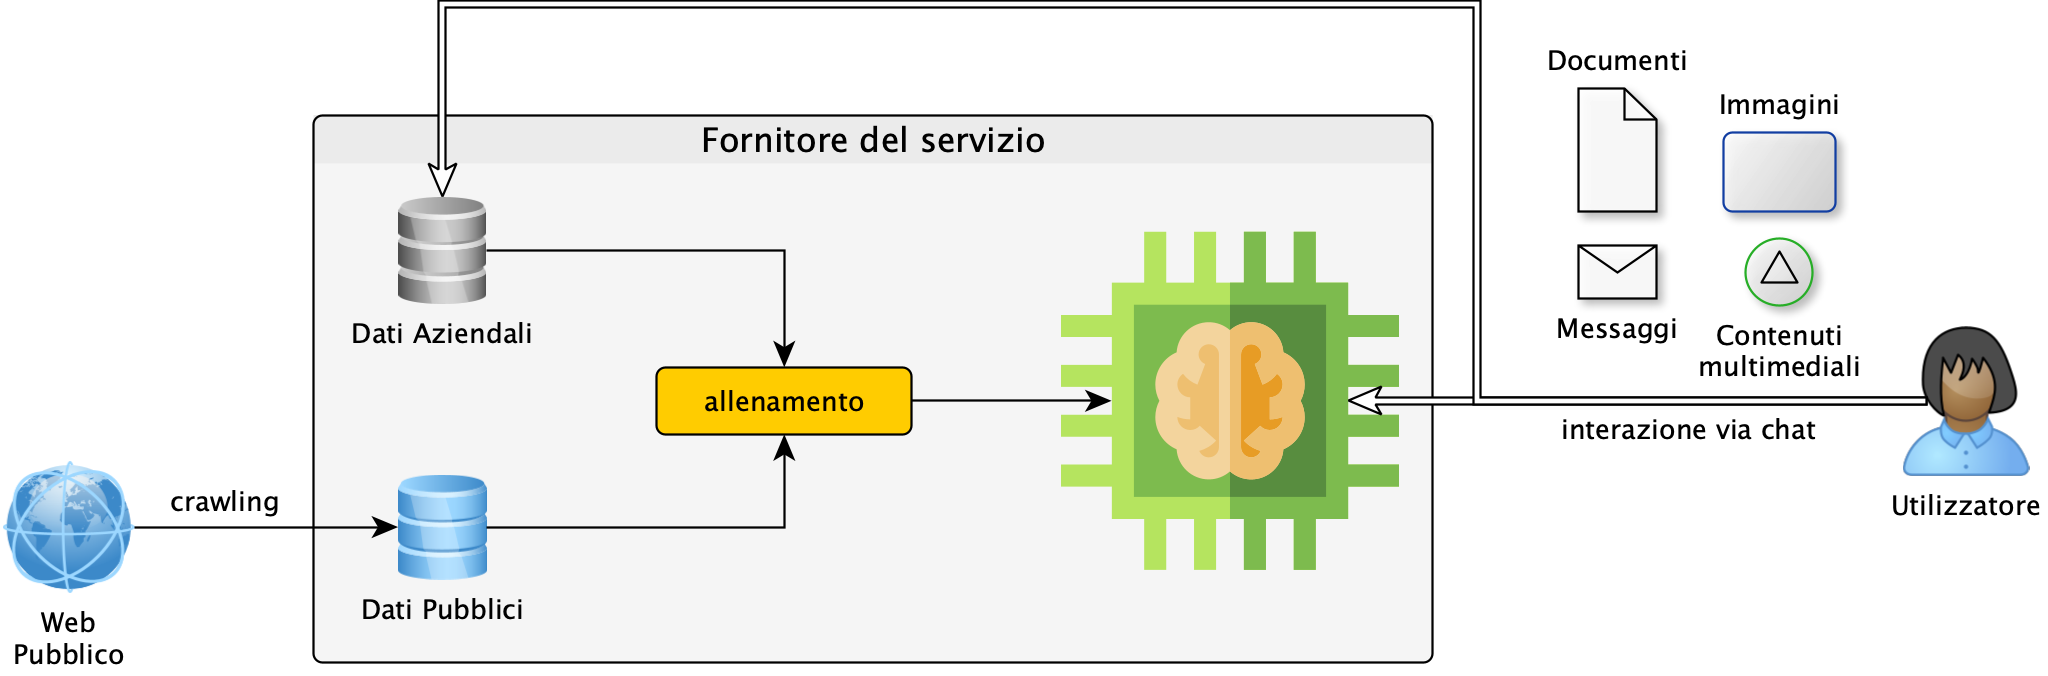 Documenti
Immagini
Fornitore del servizio
Messaggi
Contenuti
multimediali
Dati Aziendali
allenamento
interazione via chat
crawling
Utilizzatore
Dati Pubblici
Web
Pubblico